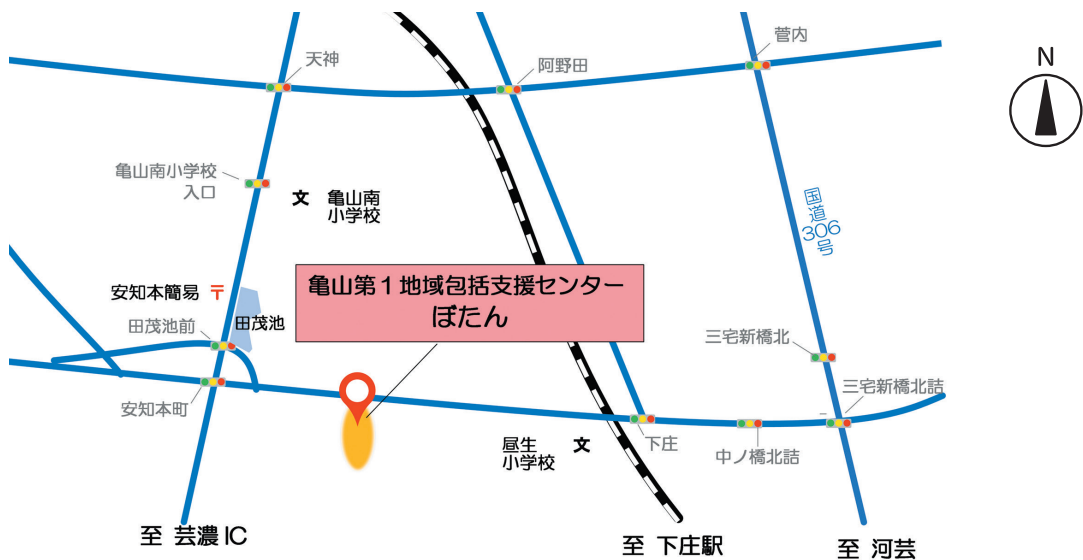 菅内
N
天神
阿野田
亀山南小学校
入口
文
亀山南
小学校
国道
306
号
亀山第1地域包括支援センター
ぼたん
安知本簡易 〒
田茂池
田茂池前
三宅新橋北
安知本町
三宅新橋北詰
昼生
小学校
文
下庄
中ノ橋北詰
至 芸濃IC
至 下庄駅
至 河芸